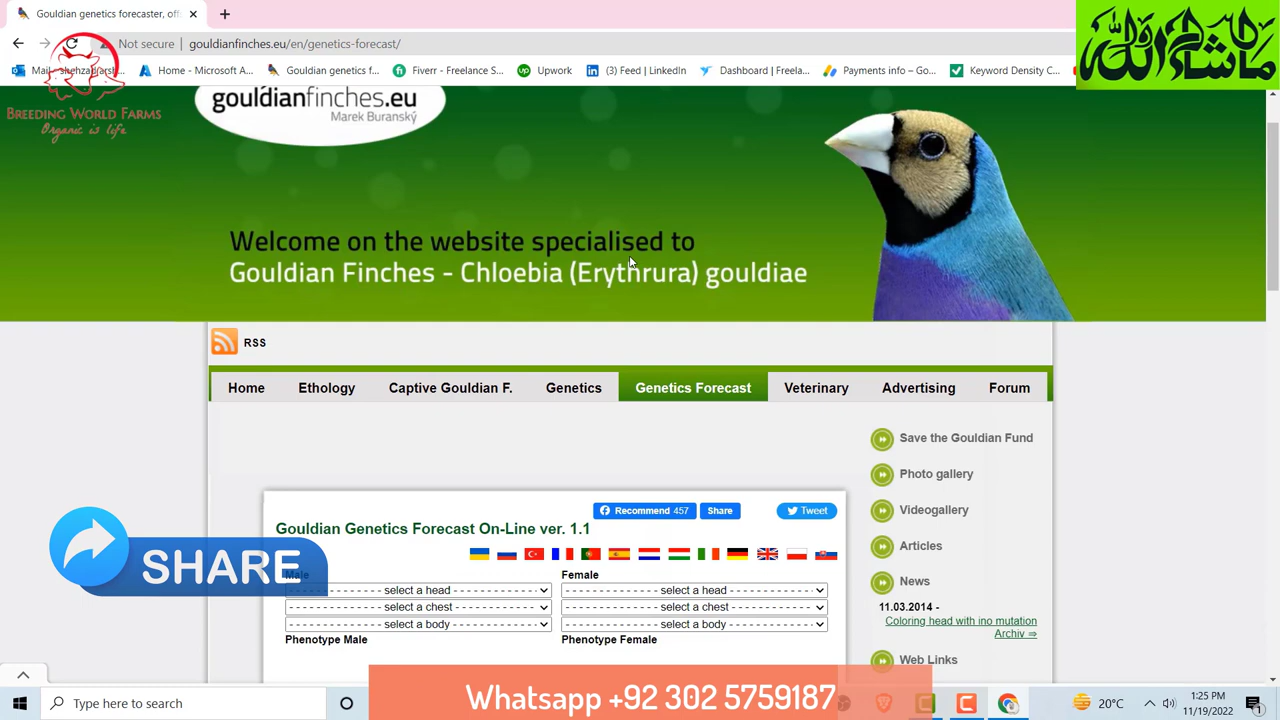 Gouldian genetics forecaster, of
Not secure
gouldianfinches.eu/en/genetics-forecast/
Home - Microsoft A...
Gouldian genetics f...
Fiverr - Freelance S...
Upwork
(3) Feed | LinkedIn
Dashboard | Freela...
Payments info – Go...
Keyword Density C...
ماشاء الله
BREEDING WORLD FARMS
Organic is life
gouldianfinches.eu
Marek Buranský
Welcome on the website specialised to
Gouldian Finches - Chloebia (Erythrura) gouldiae
RSS
Home
Ethology
Captive Gouldian F.
Genetics
Genetics Forecast
Veterinary
Advertising
Forum
Save the Gouldian Fund
Photo gallery
Videogallery
Articles
News
11.03.2014 -
Coloring head with ino mutation
Archiv ⇒
Web Links
Recommend 457
Share
Tweet
Gouldian Genetics Forecast On-Line ver. 1.1
Male
Female
select a head
select a head
select a chest
select a chest
select a body
select a body
Phenotype Male
Phenotype Female
SHARE
Whatsapp +92 302 5759187
Type here to search
20°C
1:25 PM
11/19/2022
1